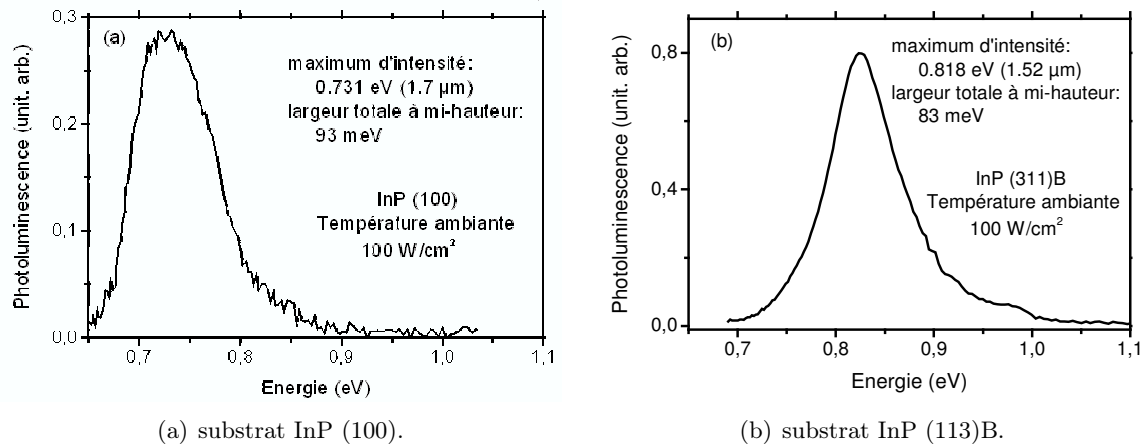 (a)
maximum d'intensité:
0.731 eV (1.7 µm)
largeur totale à mi-hauteur:
93 meV
InP (100)
Température ambiante
100 W/cm²
Photoluminescence (unit. arb.)
0,3
0,2
0,1
0,0
0,7 0,8 0,9 1,0 1,1
Energie (eV)
(a) substrat InP (100).
(b)
maximum d'intensité:
0.818 eV (1.52 µm)
largeur totale à mi-hauteur:
83 meV
InP (311)B
Température ambiante
100 W/cm²
Photoluminescence (unit. arb.)
0,8
0,4
0,0
0,7 0,8 0,9 1,0 1,1
Energie (eV)
(b) substrat InP (113)B.